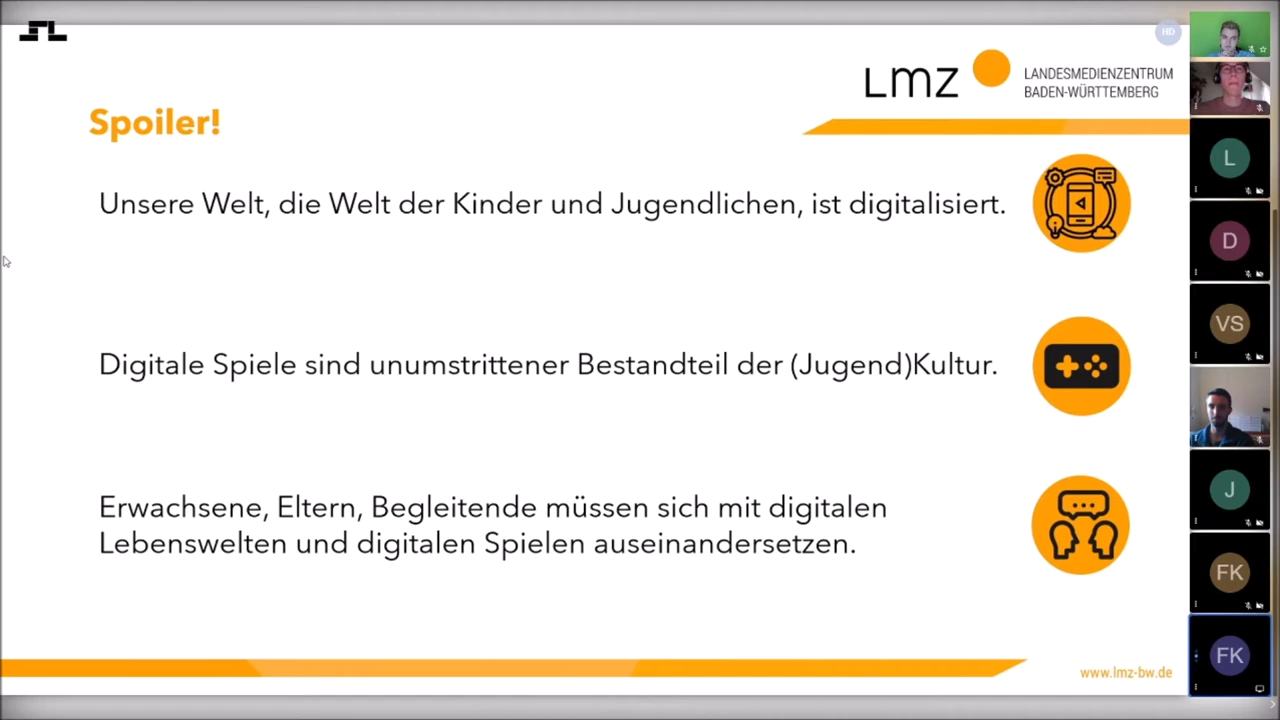 SL
HD
LMZ
LANDESMEDIENZENTRUM
BADEN-WÜRTTEMBERG
Spoiler!
Unsere Welt, die Welt der Kinder und Jugendlichen, ist digitalisiert.
Digitale Spiele sind unumstrittener Bestandteil der (Jugend)Kultur.
Erwachsene, Eltern, Begleitende müssen sich mit digitalen
Lebenswelten und digitalen Spielen auseinandersetzen.
www.lmz-bw.de
L
D
VS
J
FK
FK